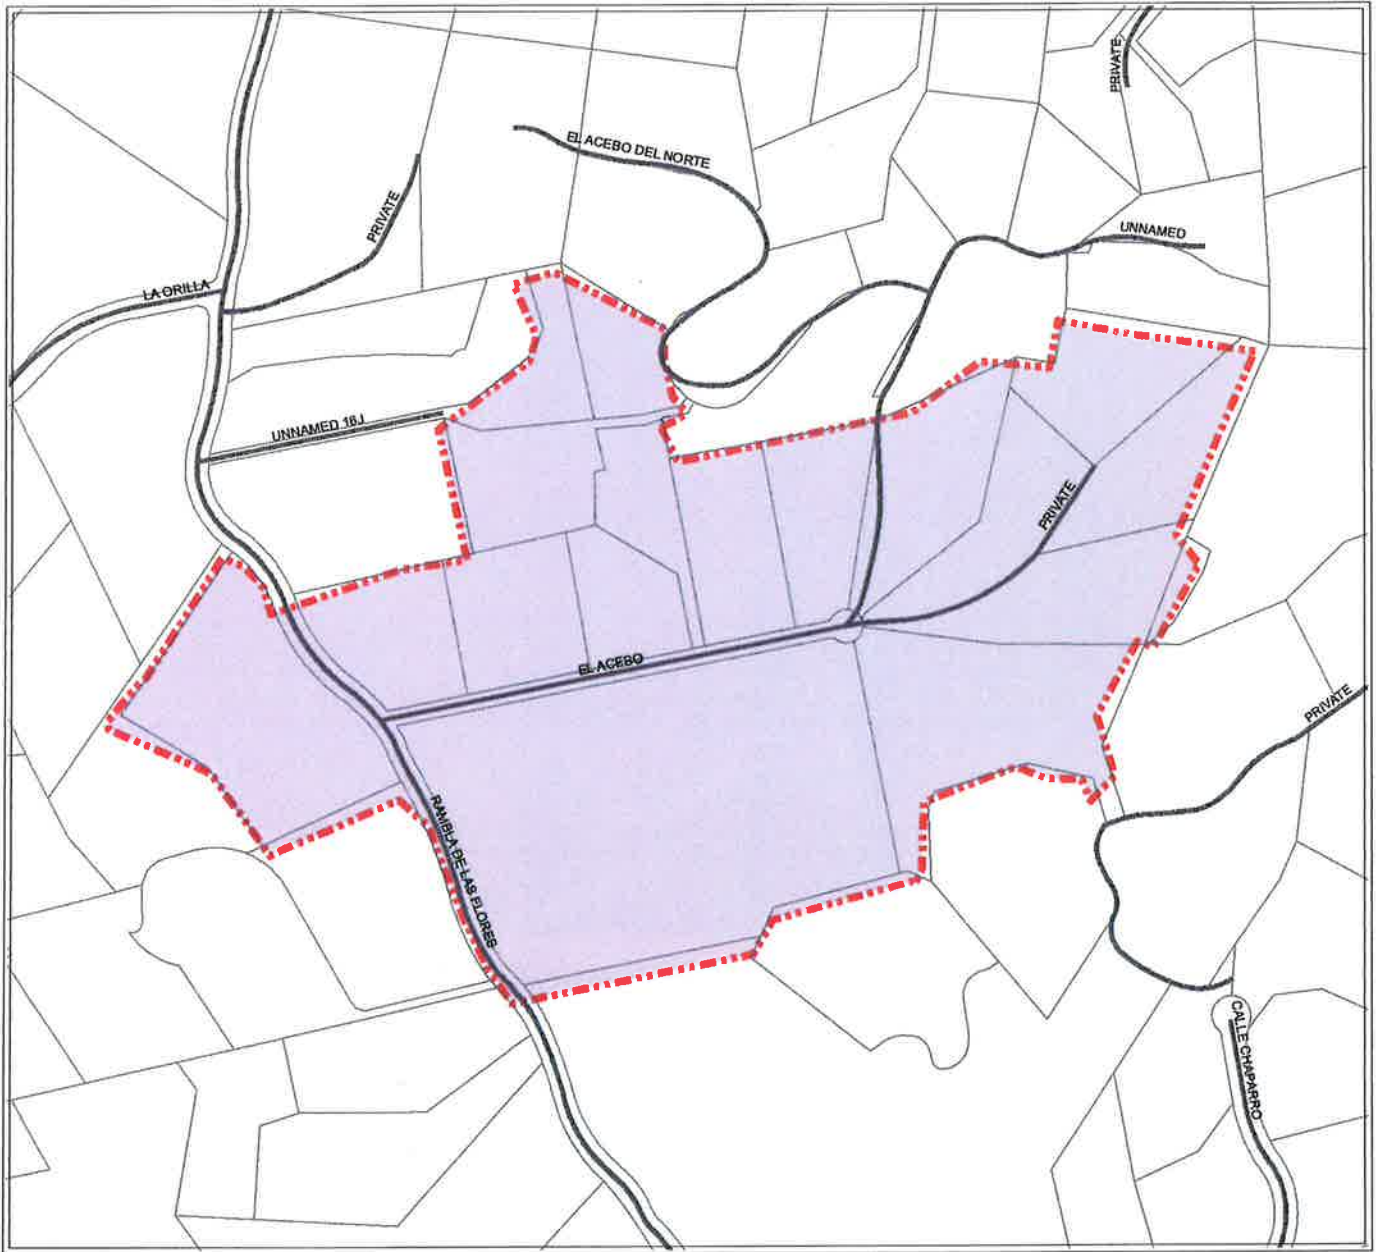 PRIVATE
EL ACEBO DEL NORTE
PRIVATE
UNNAMED
LA ORILLA
UNNAMED 16J
PRIVATE
EL ACEBO
PRIVATE
RAMBLA DE LAS FLORES
CALLE CHAPARRO